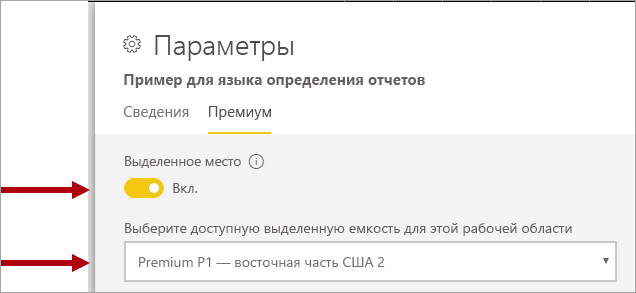 Параметры
Пример для языка определения отчетов
Сведения Премиум
Выделенное место
Вкл.
Выберите доступную выделенную емкость для этой рабочей области
Premium P1 — восточная часть США 2